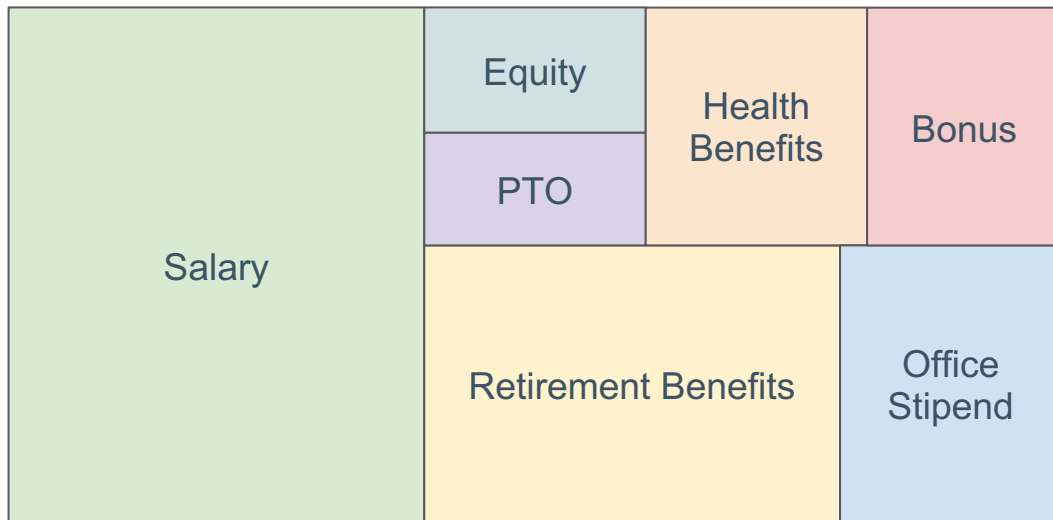 Salary
Equity
PTO
Health
Benefits
Bonus
Retirement Benefits
Office
Stipend